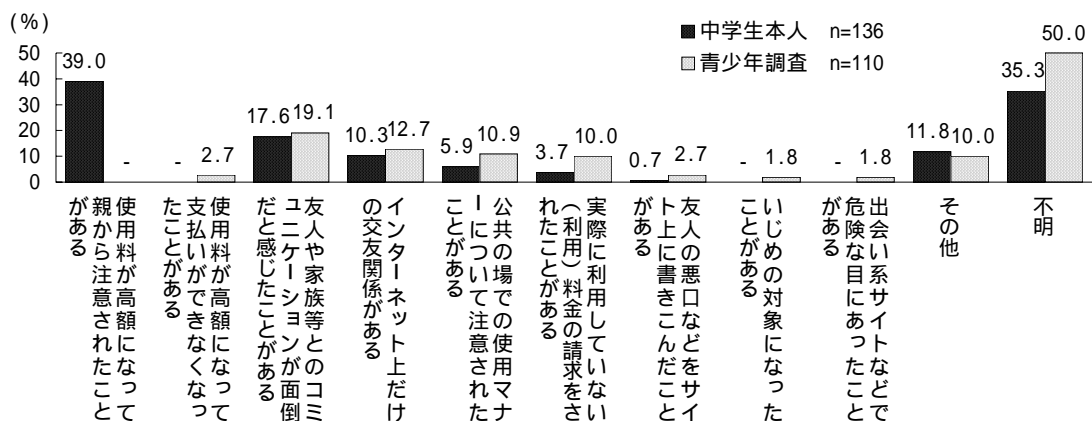 (%)
■中学生本人 n=136
□青少年調査 n=110
50
40
30
20
10
0
39.0
-
-
2.7
17.6
19.1
10.3
12.7
5.9
10.9
3.7
10.0
0.7
2.7
-
1.8
-
1.8
11.8
10.0
35.3
50.0
使用料が高額になって
親から注意されたこと
がある
使用料が高額になって
支払いができなくなっ
たことがある
友人や家族等とのコミ
ュニケーションが面倒
だと感じたことがある
インターネット上だけ
の交友関係がある
公共の場での使用マナ
ーについて注意された
ことがある
実際に利用していない
(利用)料金の請求をさ
れたことがある
友人の悪口などをサイ
ト上に書きこんだこと
がある
いじめの対象になった
ことがある
出会い系サイトなどで
危険な目にあったこと
がある
その他
不明